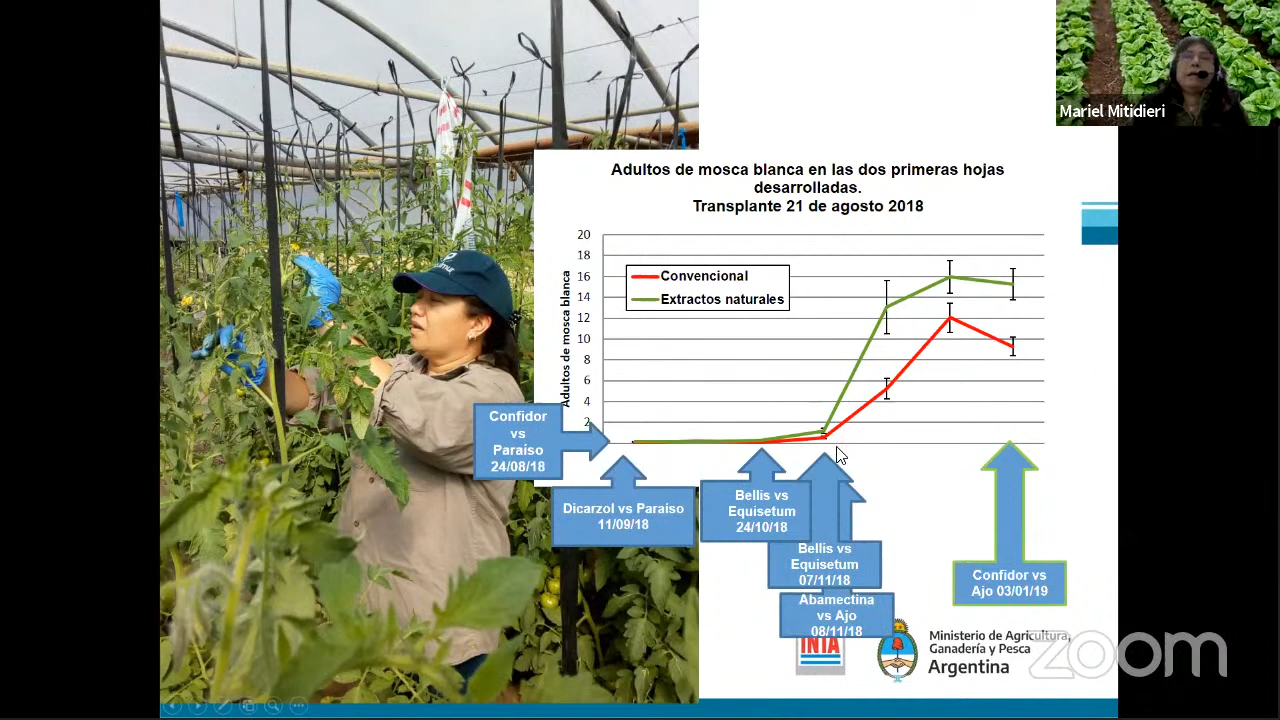 Mariel Mitidieri
Adultos de mosca blanca en las dos primeras hojas
desarrolladas.
Transplante 21 de agosto 2018
Adultos de mosca blanca
20
18
16
14
12
10
8
6
4
2
Convencional
Extractos naturales
Confidor
vs
Paraiso
24/08/18
Dicarzol vs Paraiso
11/09/18
Bellis vs
Equisetum
24/10/18
Bellis vs
Equisetum
07/11/18
Abamectina
vs Ajo
08/11/18
Confidor vs
Ajo 03/01/19
INTA
Ministerio de Agricultura,
Ganadería y Pesca
Argentina
zoom